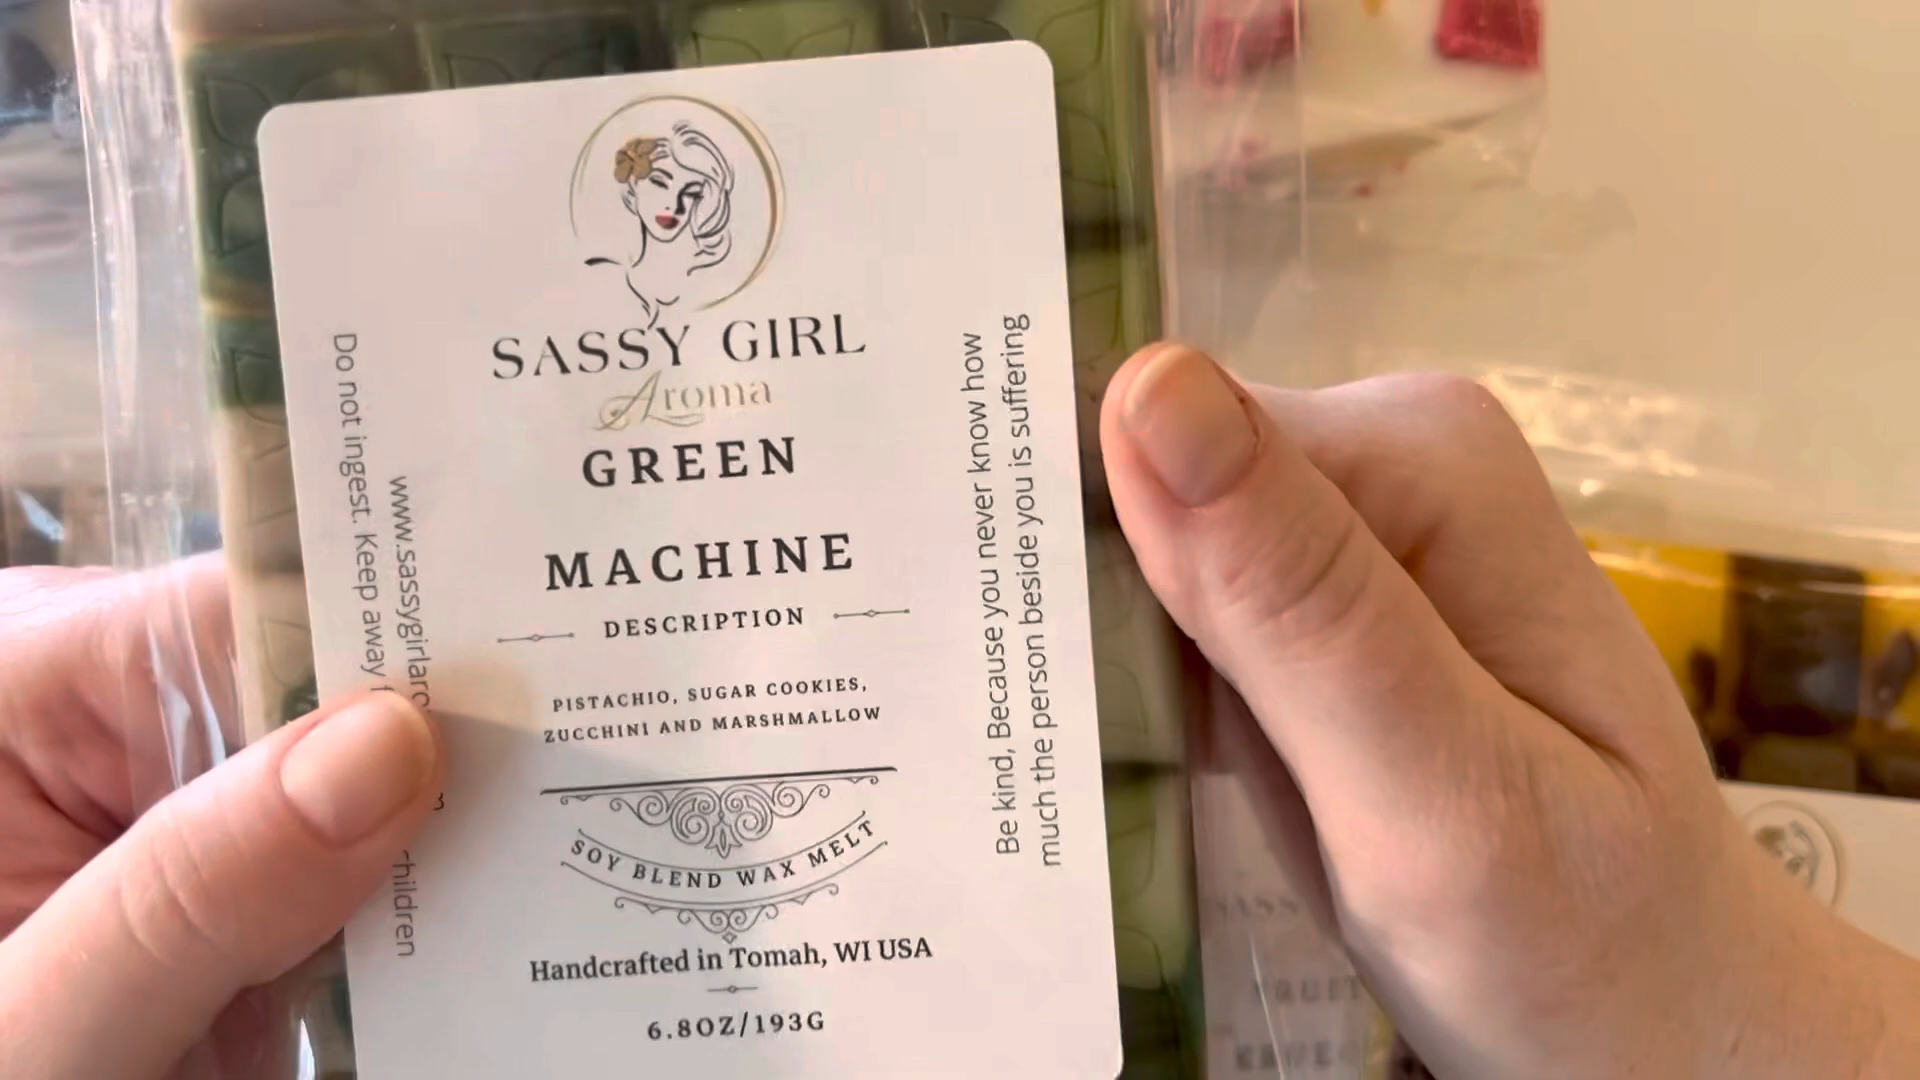 SASSY GIRL
Aroma
GREEN
MACHINE
DESCRIPTION
PISTACHIO, SUGAR COOKIES,
ZUCCHINI AND MARSHMALLOW
SOY BLEND WAX MELT
Handcrafted in Tomah, WI USA
6.8OZ/193G
Do not ingest. Keep away
children
Be kind, Because you never know how
much the person beside you is suffering
FRUIT